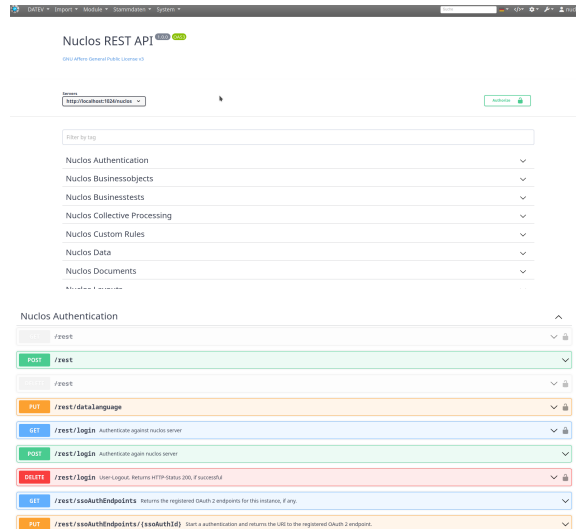 DATEV Import Module Stammdaten System
Nuclos REST API
GNU Affero General Public License v3
Servers
http://localhost:1024/nuclos
Authorize
Filter by tag
Nuclos Authentication
Nuclos Businessobjects
Nuclos Businesstests
Nuclos Collective Processing
Nuclos Custom Rules
Nuclos Data
Nuclos Documents
Nuclos Layouts
Nuclos Authentication
/rest
POST /rest
/rest
PUT /rest/datalanguage
GET /rest/login Authenticate against nuclos server
POST /rest/login Authenticate again nuclos server
DELETE /rest/login User-Logout. Returns HTTP-Status 200, if successful
GET /rest/ssoAuthEndpoints Returns the registered OAuth 2 endpoints for this instance, if any.
PUT /rest/ssoAuthEndpoints/{ssoAuthId} Start a authentication and returns the URI to the registered OAuth 2 endpoint.